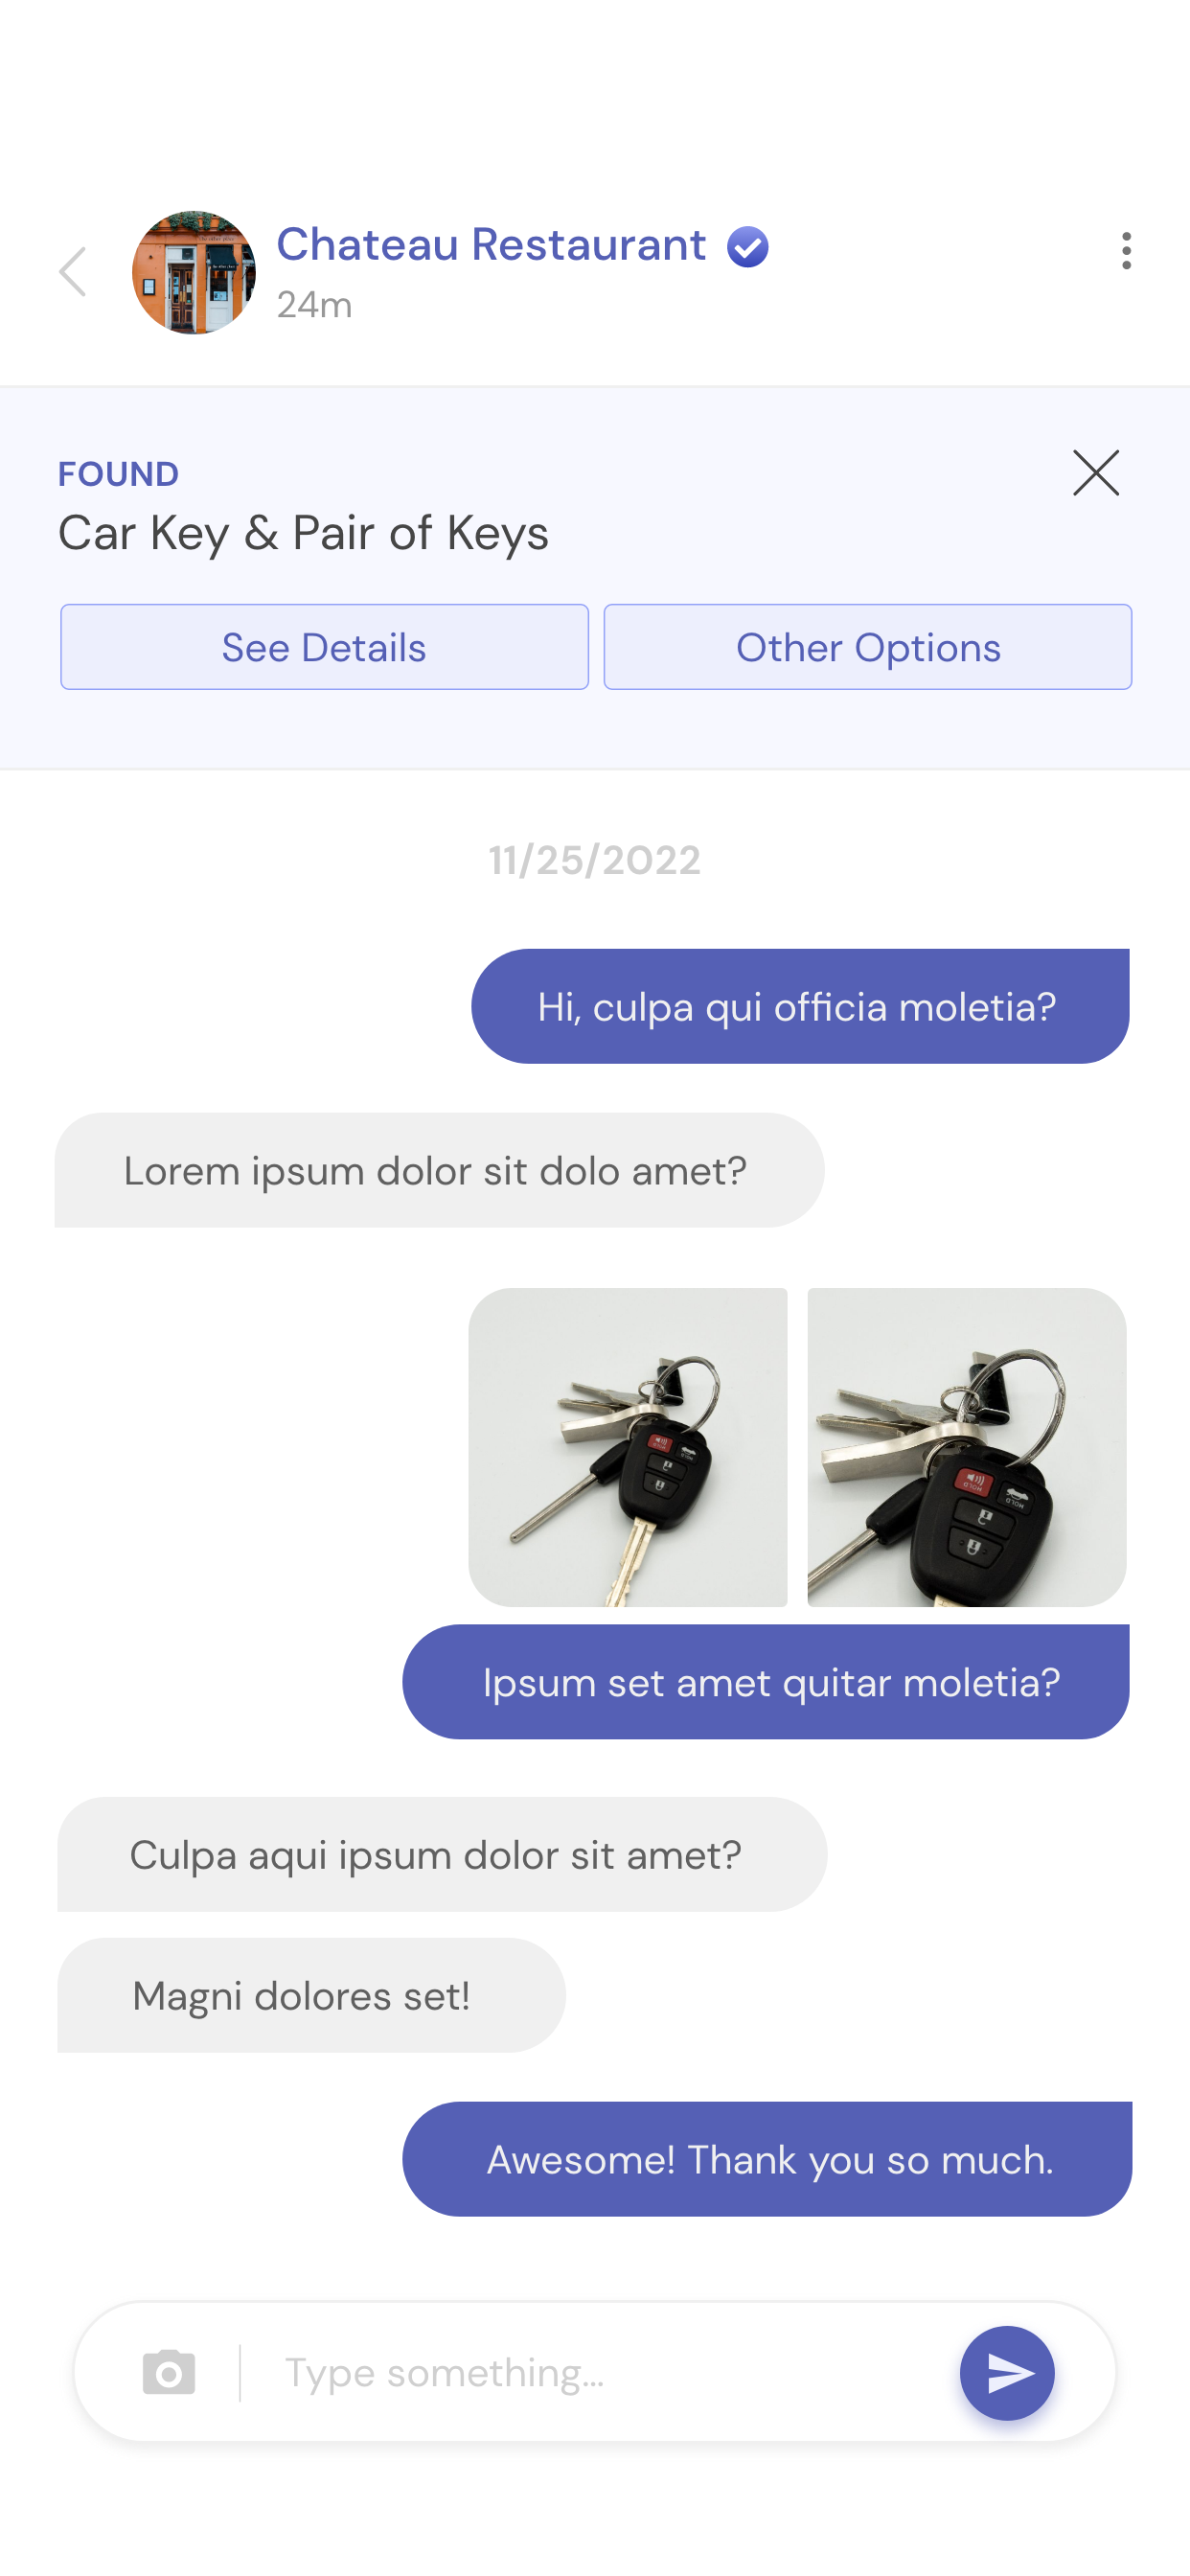 Chateau Restaurant
24m
FOUND
Car Key & Pair of Keys
See Details
Other Options
11/25/2022
Hi, culpa qui officia moletia?
Lorem ipsum dolor sit dolo amet?
HOLD
HOLD
Ipsum set amet quitar moletia?
Culpa aqui ipsum dolor sit amet?
Magni dolores set!
Awesome! Thank you so much.
Type something...